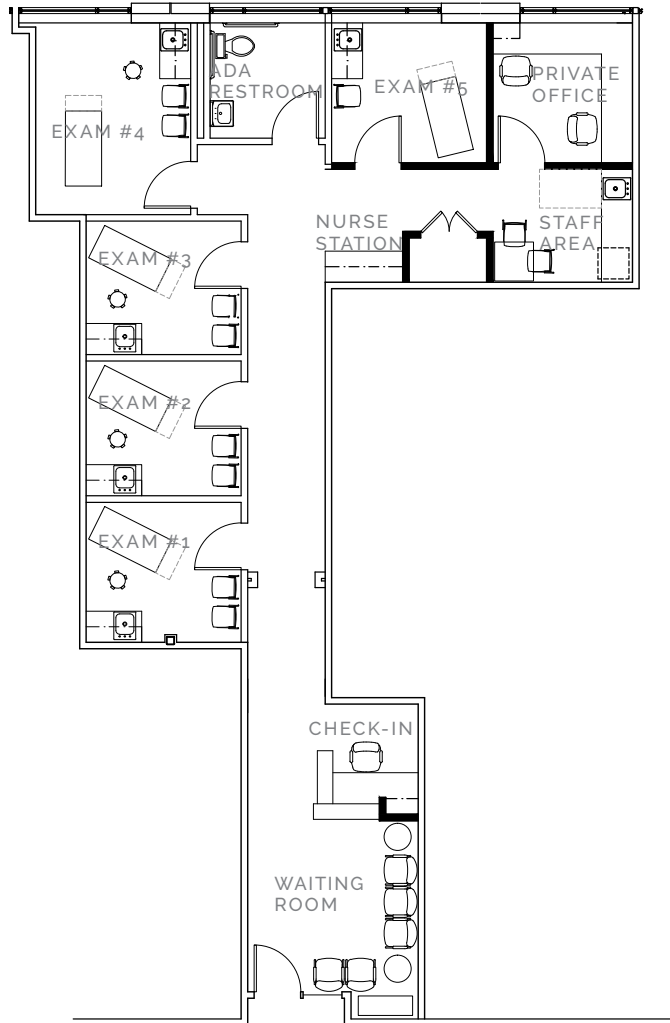 ADA
RESTROOM
EXAM #5
PRIVATE
OFFICE
EXAM #4
NURSE
STATION
STAFF
AREA
EXAM #3
EXAM #2
EXAM #1
CHECK-IN
WAITING
ROOM